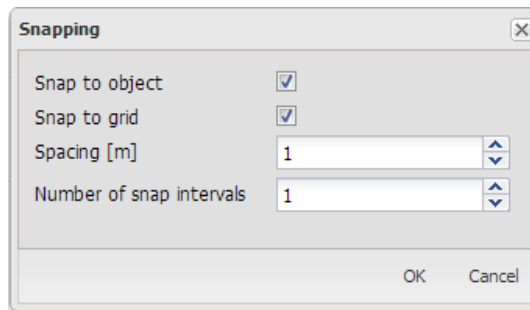 Snapping
Snap to object
Snap to grid
Spacing [m] 1
Number of snap intervals 1
OK Cancel